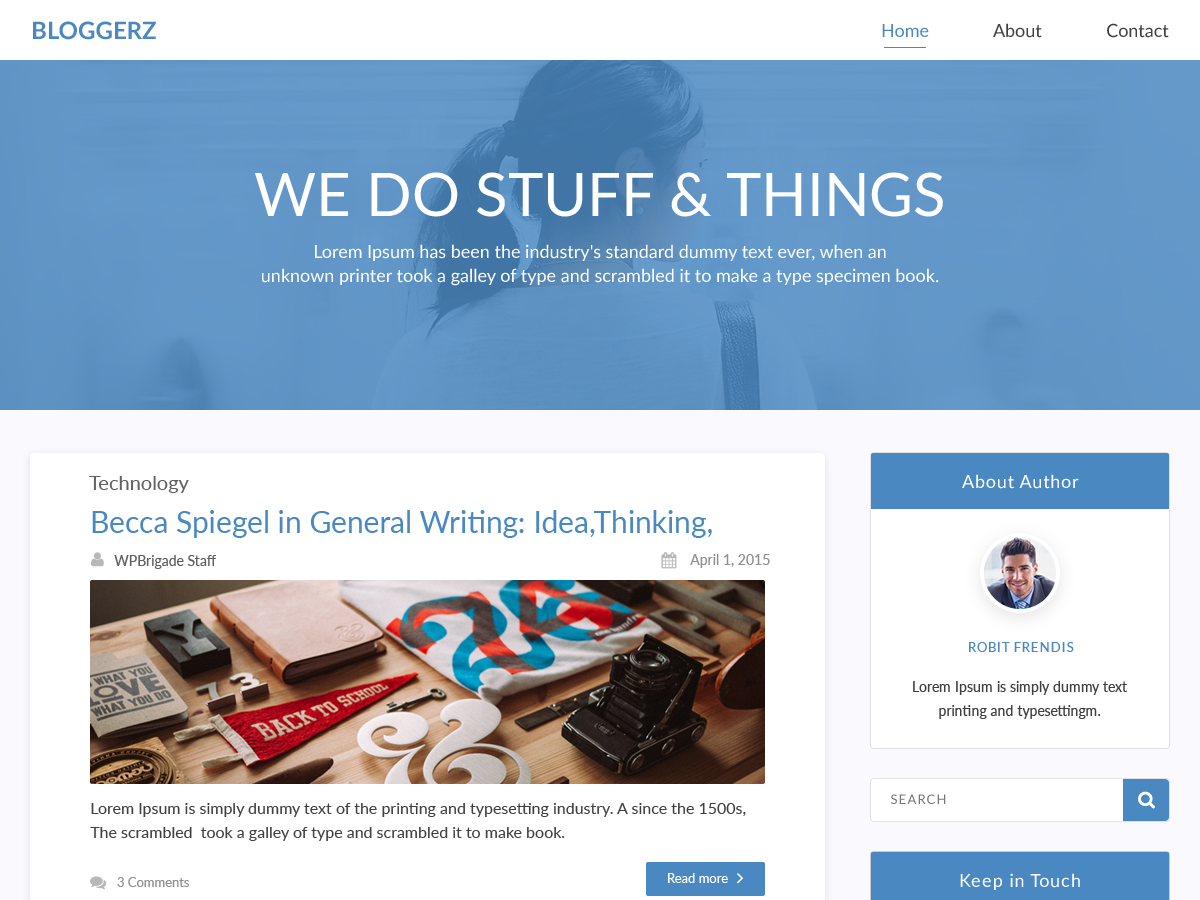 BLOGGERZ
Home
About
Contact
WE DO STUFF & THINGS
Lorem Ipsum has been the industry's standard dummy text ever, when an
unknown printer took a galley of type and scrambled it to make a type specimen book.
Technology
Becca Spiegel in General Writing: Idea,Thinking,
WPBrigade Staff
April 1, 2015
Y
WHAT YOU
LOVE
WHAT YOU DO
7 3
BACK TO SCHOOL
&
Lorem Ipsum is simply dummy text of the printing and typesetting industry. A since the 1500s,
The scrambled  took a galley of type and scrambled it to make book.
3 Comments
Read more
About Author
ROBIT FRENDIS
Lorem Ipsum is simply dummy text
printing and typesettingm.
SEARCH
Keep in Touch